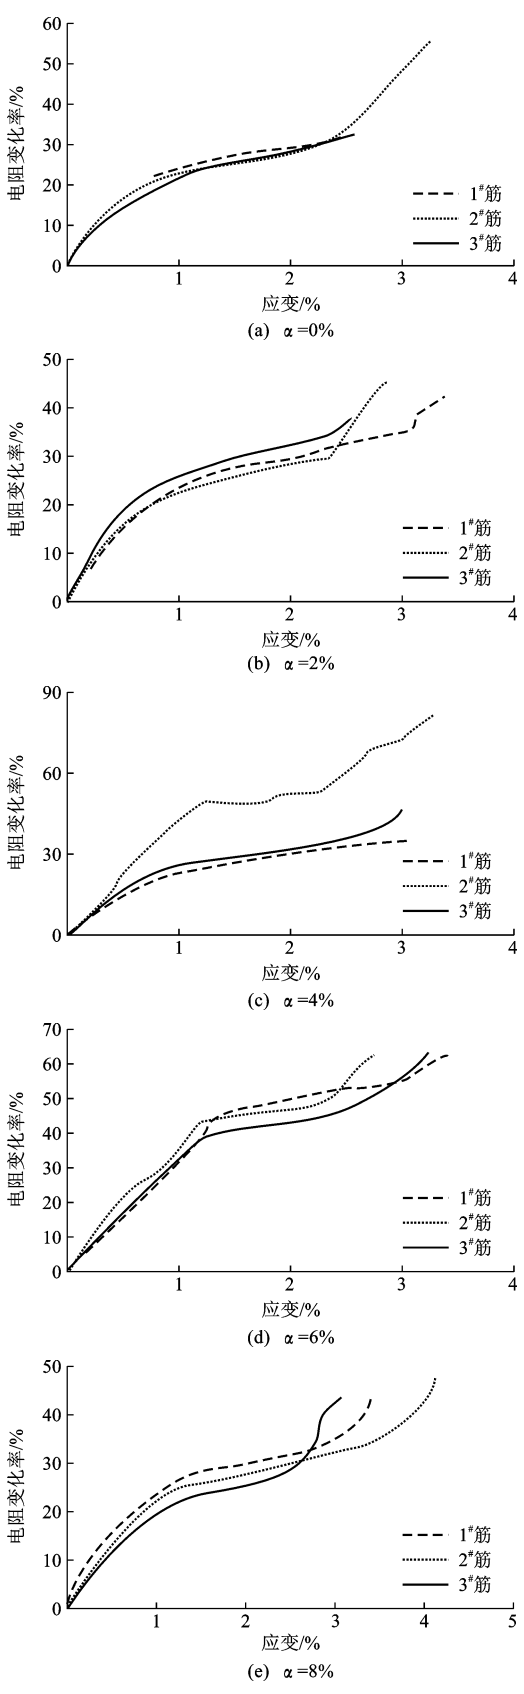 60
50
40
30
20
10
0
电阻变化率/%
1#筋
2#筋
3#筋
1 2 3 4
应变/%
(a) α=0%
50
40
30
20
10
0
电阻变化率/%
1#筋
2#筋
3#筋
1 2 3 4
应变/%
(b) α=2%
90
60
30
0
电阻变化率/%
1#筋
2#筋
3#筋
1 2 3 4
应变/%
(c) α=4%
70
60
50
40
30
20
10
0
电阻变化率/%
1#筋
2#筋
3#筋
1 2 3 4
应变/%
(d) α=6%
50
40
30
20
10
0
电阻变化率/%
1#筋
2#筋
3#筋
1 2 3 4 5
应变/%
(e) α=8%